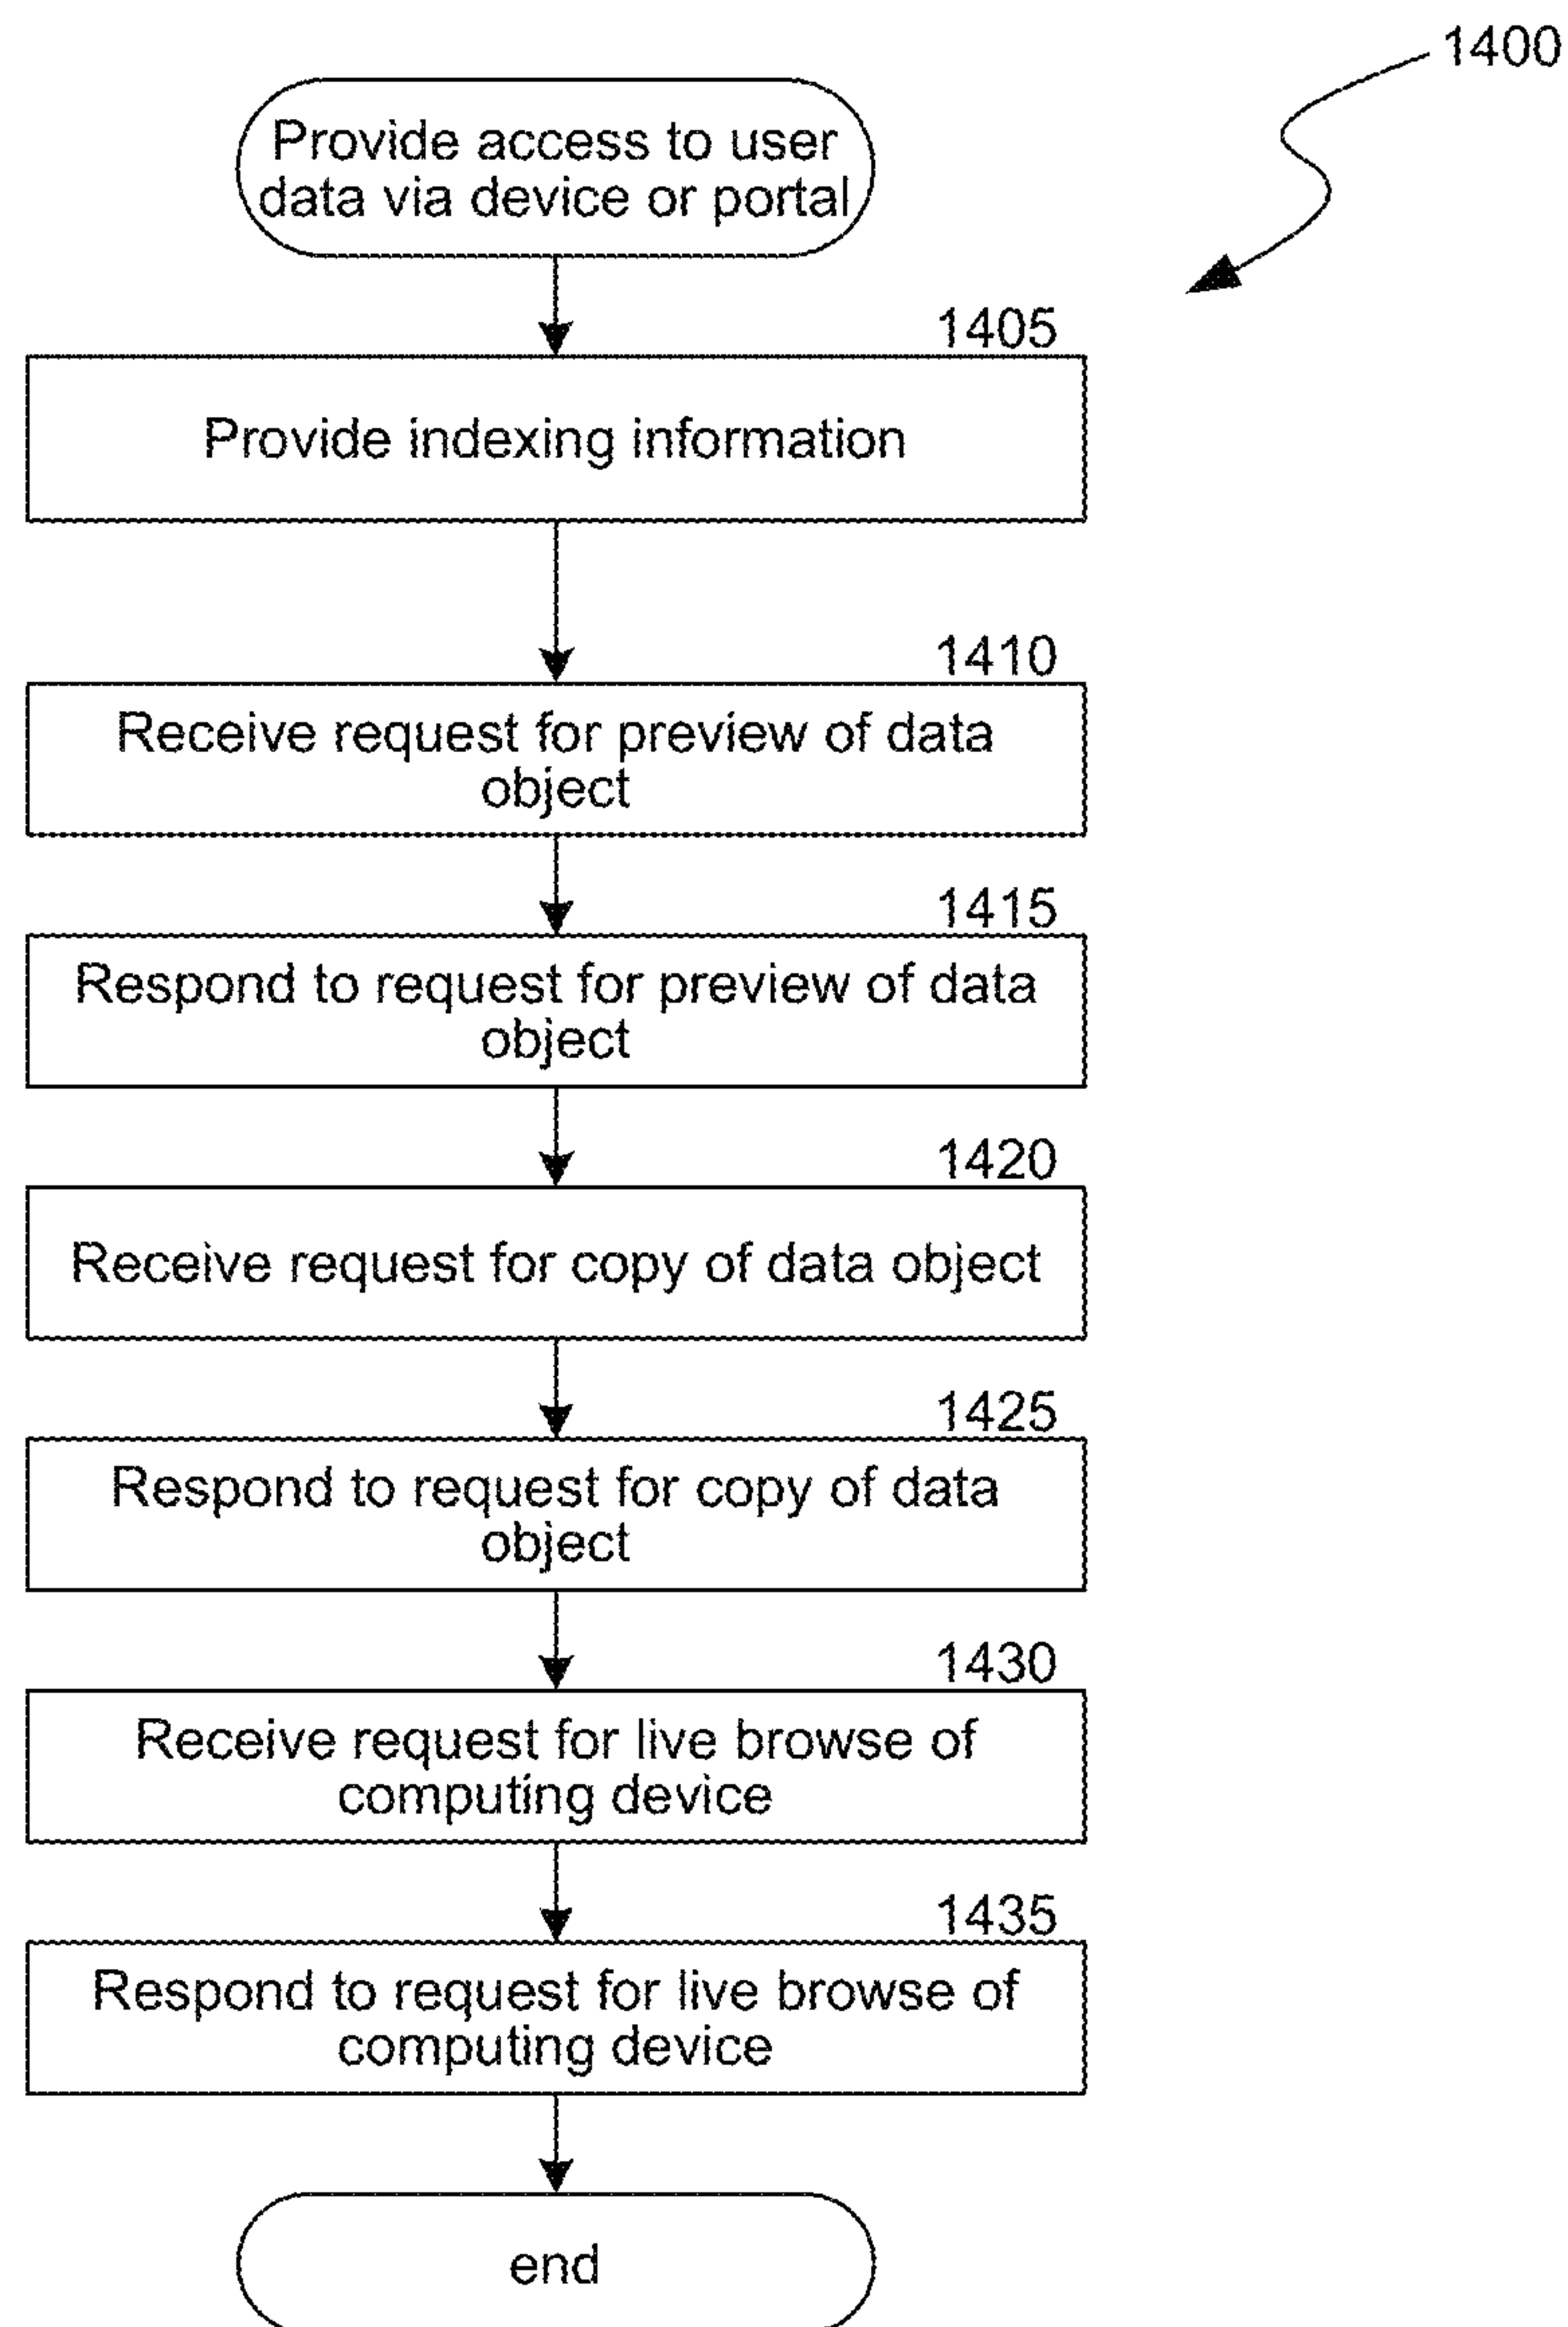 1400
Provide access to user
data via device or portal
1405
Provide indexing information
1410
Receive request for preview of data
object
1415
Respond to request for preview of data
object
1420
Receive request for copy of data object
1425
Respond to request for copy of data
object
1430
Receive request for live browse of
computing device
1435
Respond to request for live browse of
computing device
end